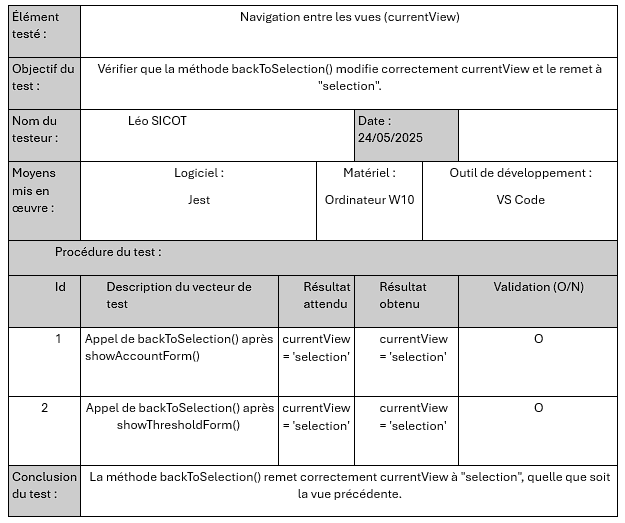 Élément
testé :
Navigation entre les vues (currentView)
Objectif du
test :
Vérifier que la méthode backToSelection() modifie correctement currentView et le remet à
"selection".
Nom du
testeur :
Léo SICOT
Date :
24/05/2025
Moyens
mis en
œuvre :
Logiciel :
Jest
Matériel :
Ordinateur W10
Outil de développement :
VS Code
Procédure du test :
Id
Description du vecteur de
test
Résultat
attendu
Résultat
obtenu
Validation (O/N)
1
Appel de backToSelection() après
showAccountForm()
currentView
= 'selection'
currentView
= 'selection'
O
2
Appel de backToSelection() après
showThresholdForm()
currentView
= 'selection'
currentView
= 'selection'
O
Conclusion
du test :
La méthode backToSelection() remet correctement currentView à "selection", quelle que soit
la vue précédente.